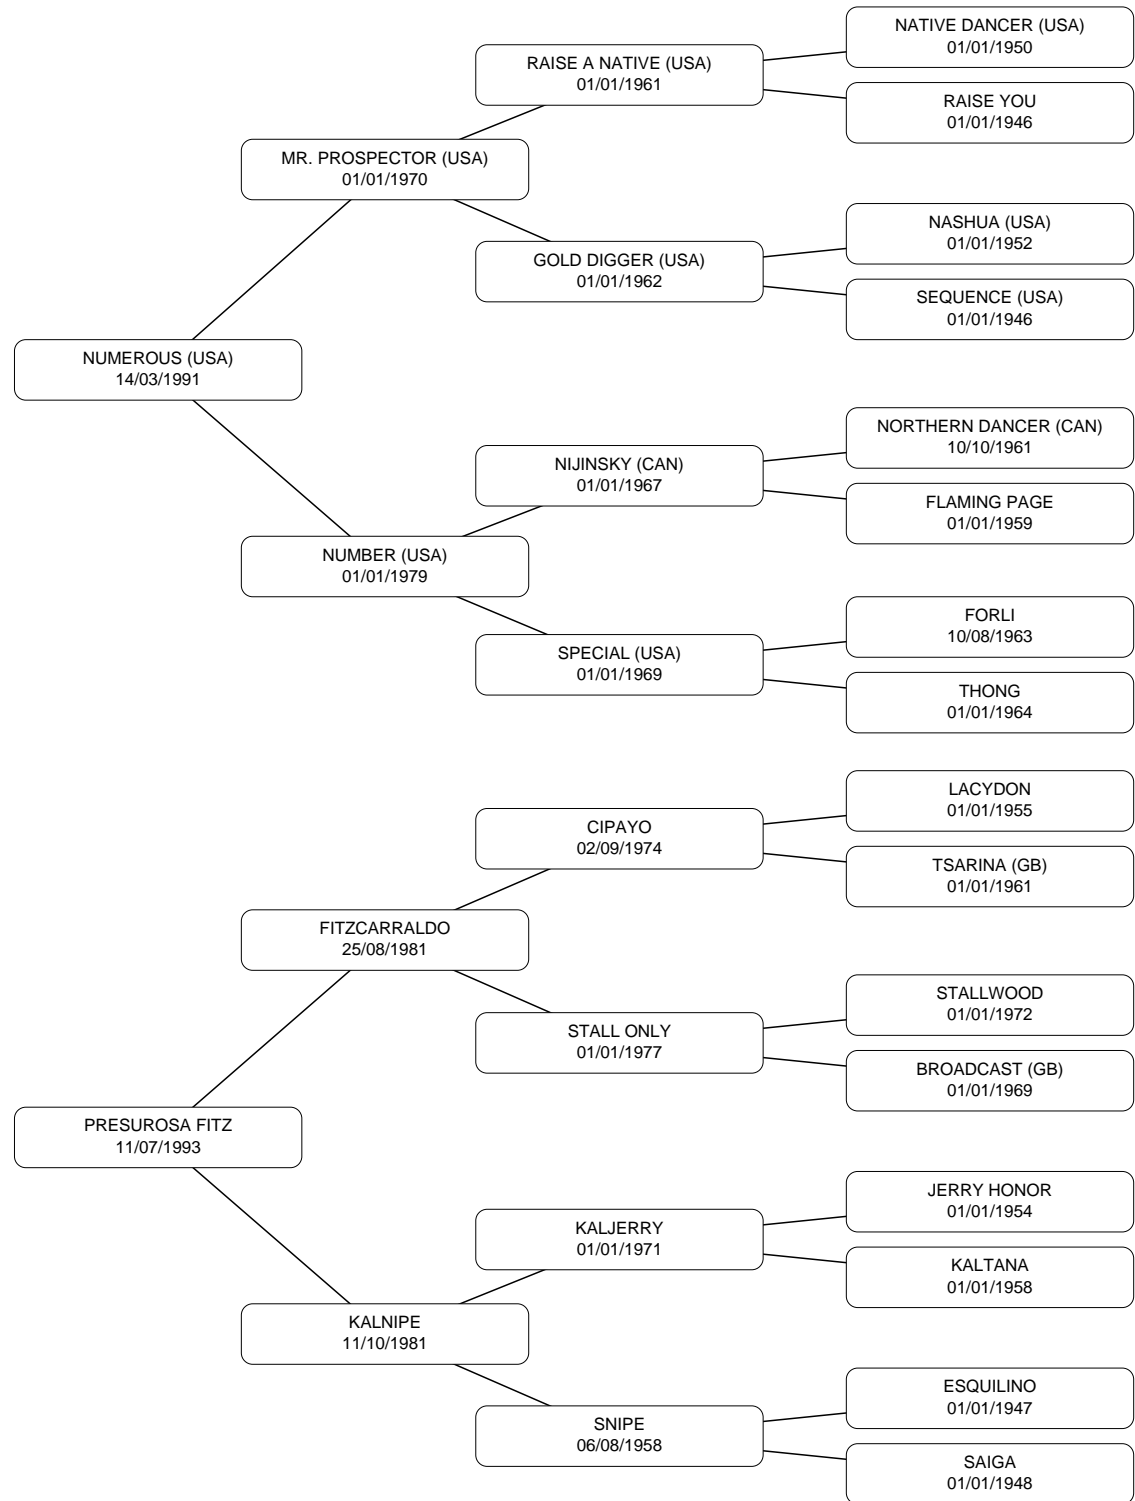 NATIVE DANCER (USA)
01/01/1950
RAISE A NATIVE (USA)
01/01/1961
RAISE YOU
01/01/1946
MR. PROSPECTOR (USA)
01/01/1970
NASHUA (USA)
01/01/1952
GOLD DIGGER (USA)
01/01/1962
SEQUENCE (USA)
01/01/1946
NUMEROUS (USA)
14/03/1991
NORTHERN DANCER (CAN)
10/10/1961
NIJINSKY (CAN)
01/01/1967
FLAMING PAGE
01/01/1959
NUMBER (USA)
01/01/1979
FORLI
10/08/1963
SPECIAL (USA)
01/01/1969
THONG
01/01/1964
LACYDON
01/01/1955
CIPAYO
02/09/1974
TSARINA (GB)
01/01/1961
FITZCARRALDO
25/08/1981
STALLWOOD
01/01/1972
STALL ONLY
01/01/1977
BROADCAST (GB)
01/01/1969
PRESUROSA FITZ
11/07/1993
JERRY HONOR
01/01/1954
KALJERRY
01/01/1971
KALTANA
01/01/1958
KALNIPE
11/10/1981
ESQUILINO
01/01/1947
SNIPE
06/08/1958
SAIGA
01/01/1948